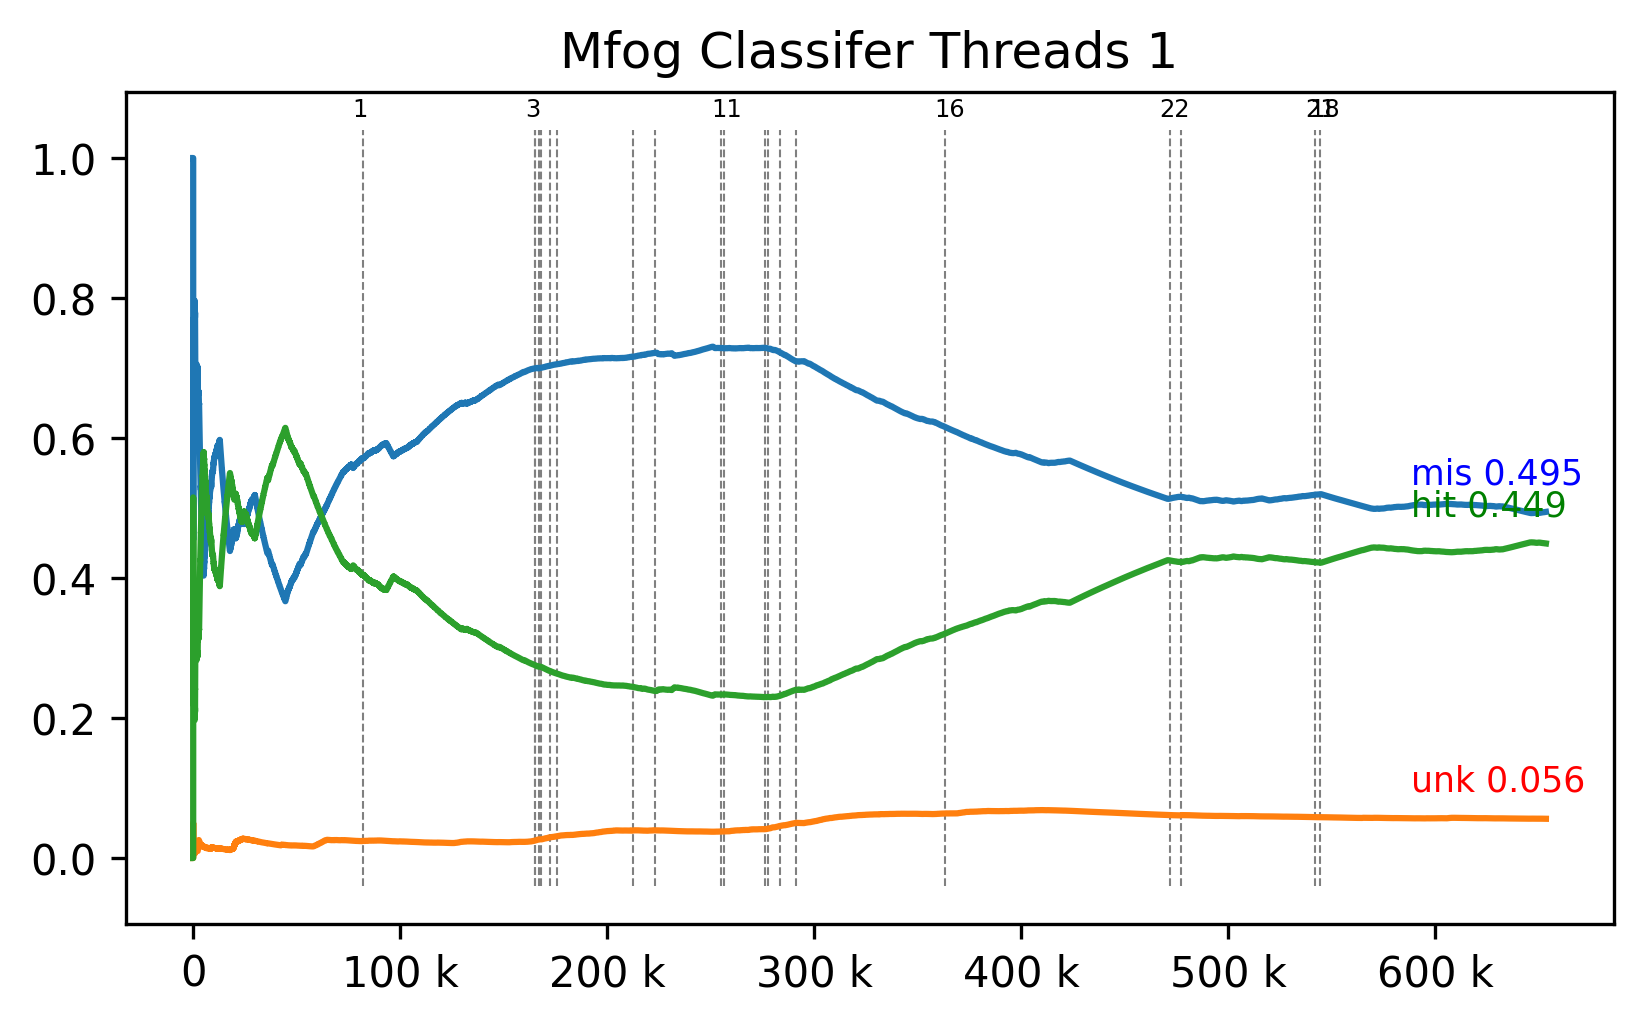 Mfog Classifer Threads 1
1 3 11 16 22
1.0
0.8
0.6
0.4
0.2
0.0
mis 0.495
hit 0.449
unk 0.056
0 100 k 200 k 300 k 400 k 500 k 600 k